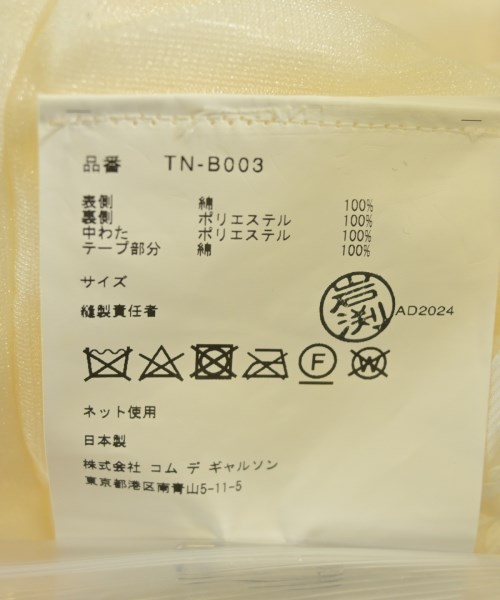 品番 TN-B003
表側 綿 100%
裏側 ポリエステル 100%
中わた ポリエステル 100%
テープ部分 綿 100%
サイズ
縫製責任者 岩渕 AD2024
F W
ネット使用
日本製
株式会社 コム デ ギャルソン
東京都港区南青山5-11-5